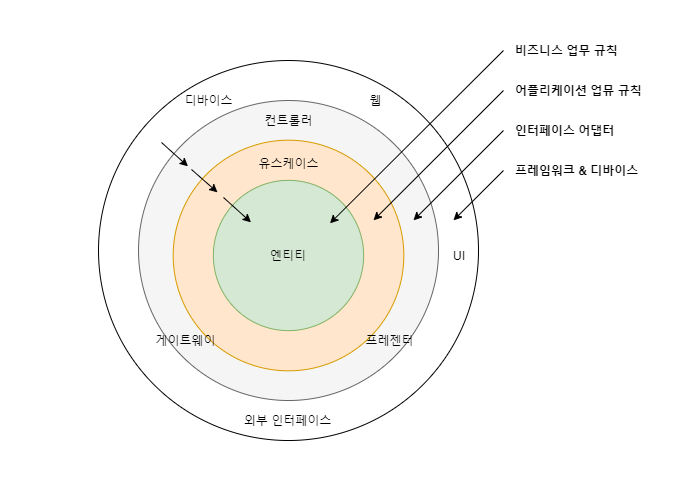 비즈니스 업무 규칙
어플리케이션 업뮤 규칙
인터페이스 어댑터
프레임워크 & 디바이스
디바이스
웹
컨트롤러
유스케이스
엔티티
UI
게이트웨이
프레젠터
외부 인터페이스